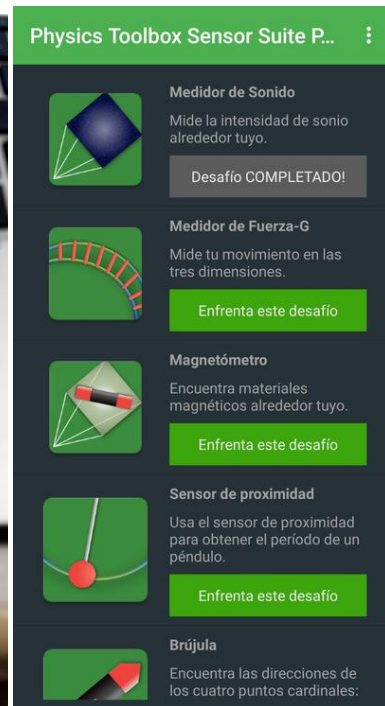 Physics Toolbox Sensor Suite P...
Medidor de Sonido
Mide la intensidad de sonio
alrededor tuyo.
Desafío COMPLETADO!
Medidor de Fuerza-G
Mide tu movimiento en las
tres dimensiones.
Enfrenta este desafío
Magnetómetro
Encuentra materiales
magnéticos alrededor tuyo.
Enfrenta este desafío
Sensor de proximidad
Usa el sensor de proximidad
para obtener el período de un
péndulo.
Enfrenta este desafío
Brújula
Encuentra las direcciones de
los cuatro puntos cardinales: